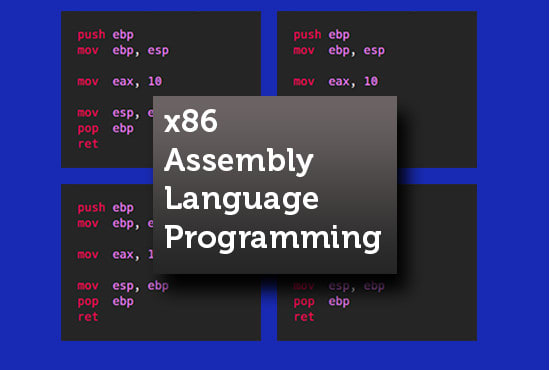 push ebp
mov ebp, esp
mov eax, 10
mov esp,
pop ebp
ret
push ebp
mov ebp, esp
mov eax, 10
x86
Assembly
Language
Programming
push ebp
mov ebp,
mov eax,
mov esp, ebp
pop ebp
ret
mov esp, ebp
pop ebp
ret